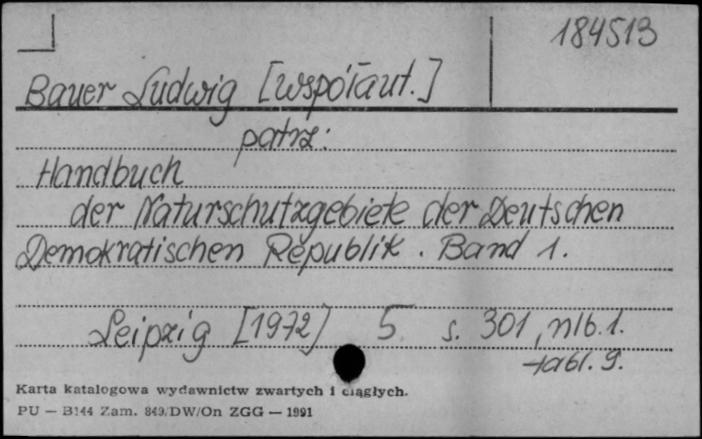 184513
Bauer Ludwig [współaut.]
patrz:
Handbuch
der Naturschutzgebiete der Deutschen
Demokratischen Republik. Band 1.
Leipzig [1972] 5 s. 301, nlb. 1.
tabl. 9.
Karta katalogowa wydawnictw zwartych i ciągłych.
PU — B144 Zam. 849/DW/On ZGG — 1991